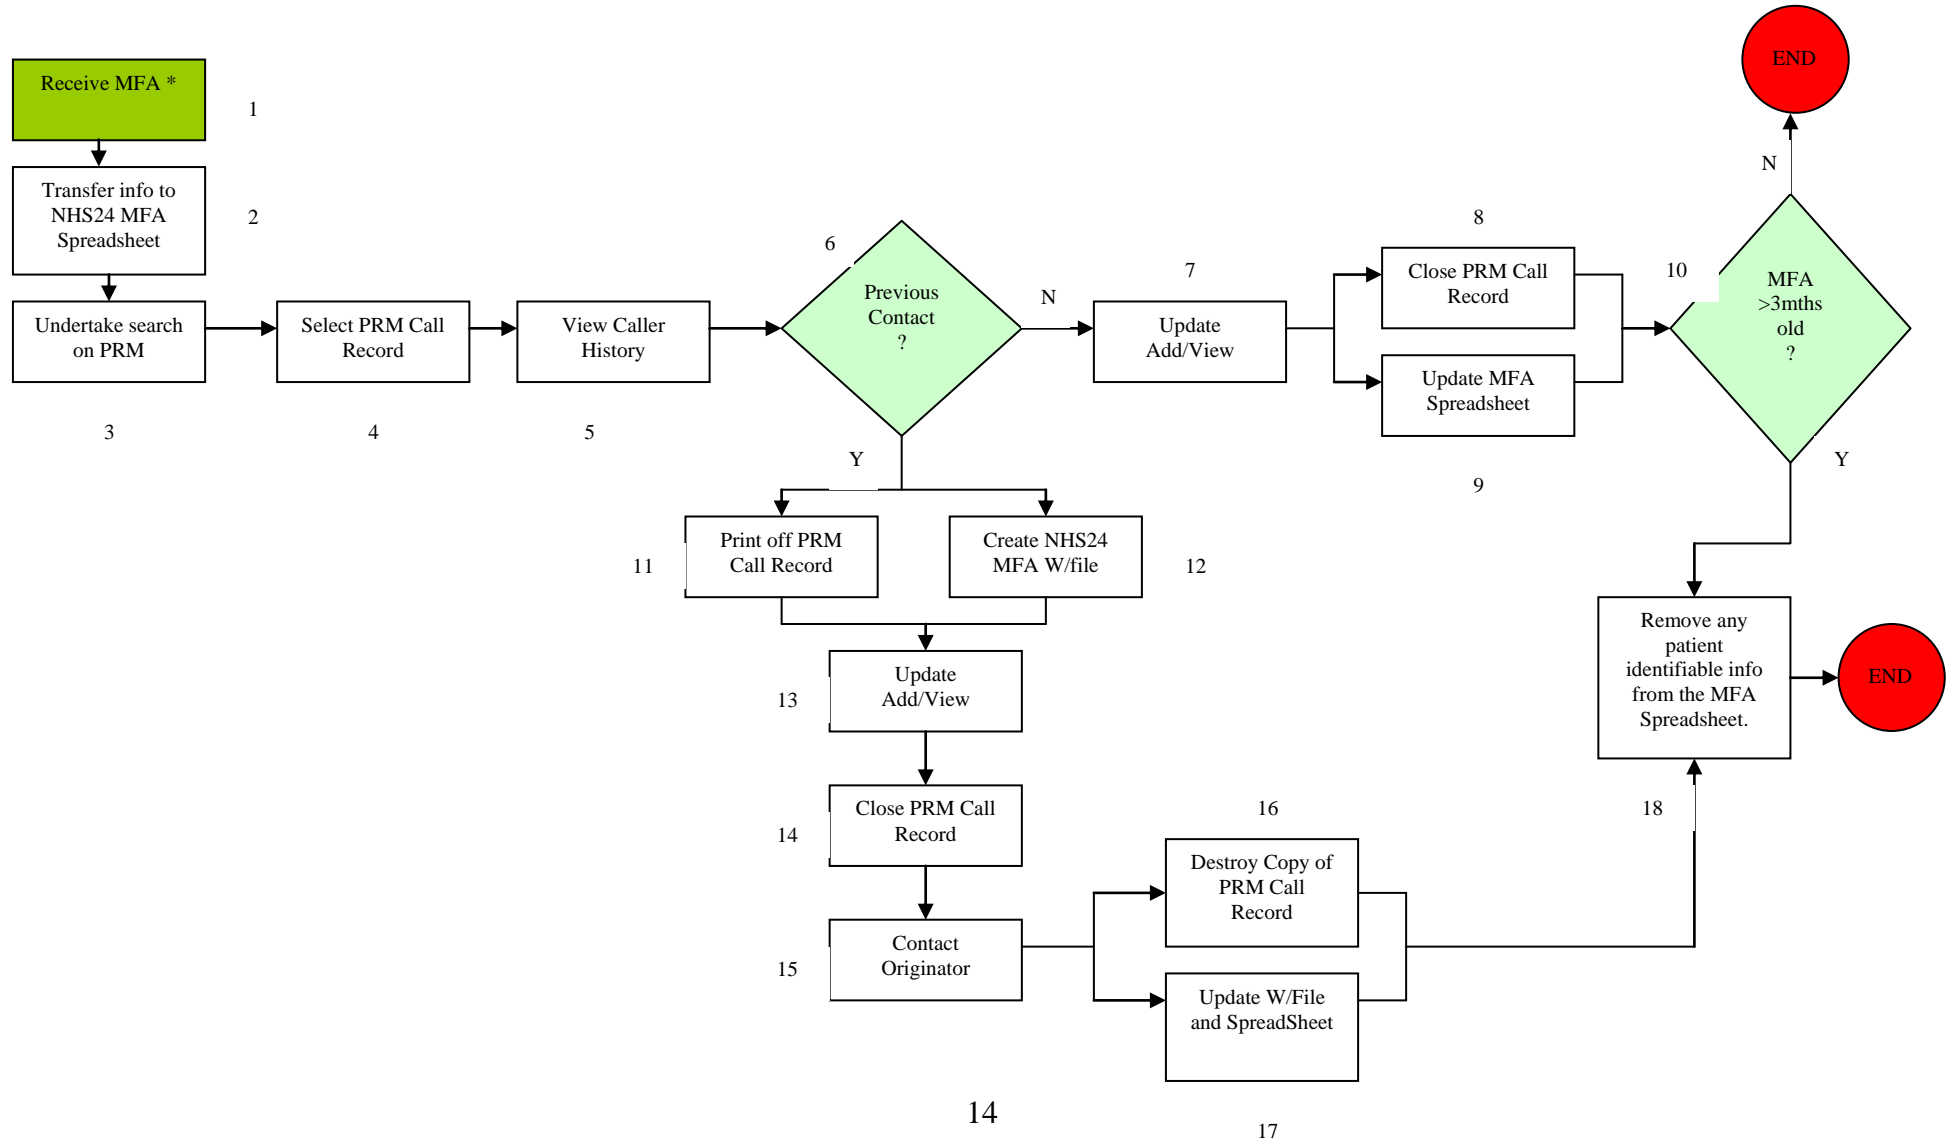 END
Receive MFA *
1
N
Transfer info to
NHS24 MFA
Spreadsheet
2
Undertake search
on PRM
3
Select PRM Call
Record
4
View Caller
History
5
6
Previous
Contact
?
N
7
Update
Add/View
8
Close PRM Call
Record
Update MFA
Spreadsheet
9
10
MFA
>3mths
old
?
Y
Y
11
Print off PRM
Call Record
Create NHS24
MFA W/file
12
13
Update
Add/View
14
Close PRM Call
Record
15
Contact
Originator
16
Destroy Copy of
PRM Call
Record
Update W/File
and SpreadSheet
17
Remove any
patient
identifiable info
from the MFA
Spreadsheet.
18
END
14